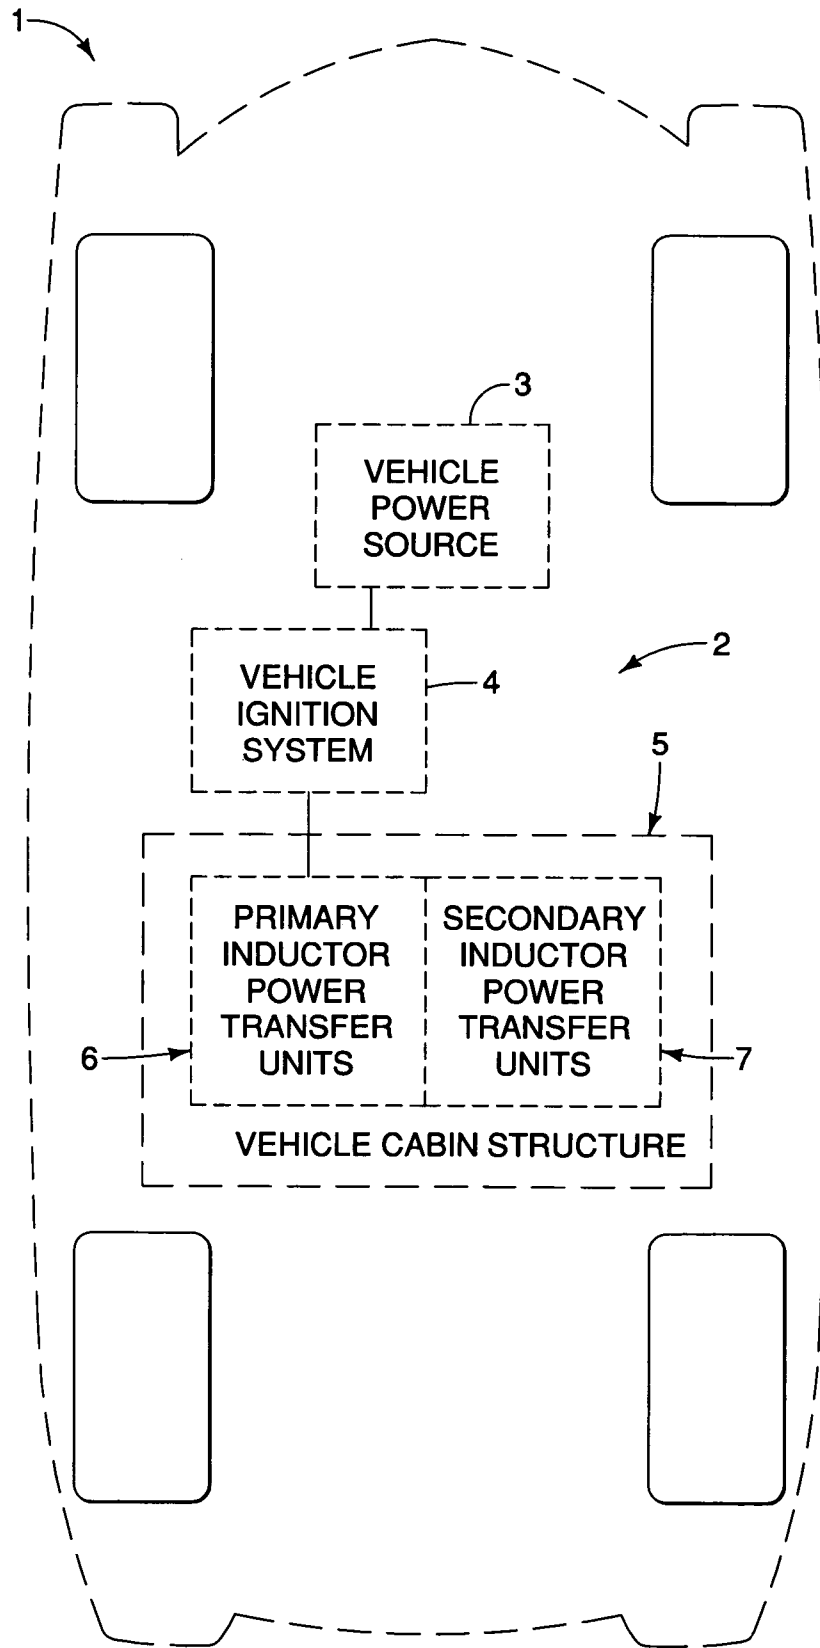 1
3
VEHICLE
POWER
SOURCE
2
VEHICLE
IGNITION
SYSTEM
4
5
PRIMARY
INDUCTOR
POWER
TRANSFER
UNITS
SECONDARY
INDUCTOR
POWER
TRANSFER
UNITS
6
7
VEHICLE CABIN STRUCTURE